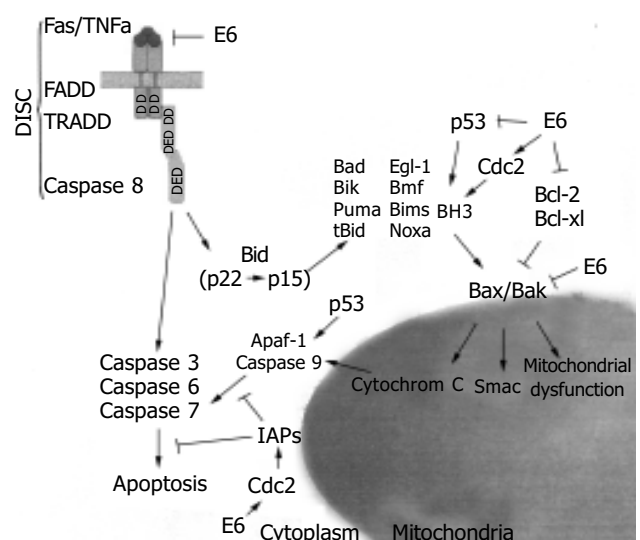 Fas/TNFa
E6
DISC
FADD
DD DD
TRADD
DED DD
Caspase 8
DED
p53
E6
Cdc2
Bad Egl-1
Bik Bmf
Puma Bims BH3
tBid Noxa
Bcl-2
Bcl-xl
Bid
(p22 p15)
E6
Bax/Bak
p53
Apaf-1
Caspase 9
Caspase 3
Caspase 6
Caspase 7
Cytochrom C
Smac
Mitochondrial
dysfunction
IAPs
Apoptosis
Cdc2
E6
Cytoplasm
Mitochondria